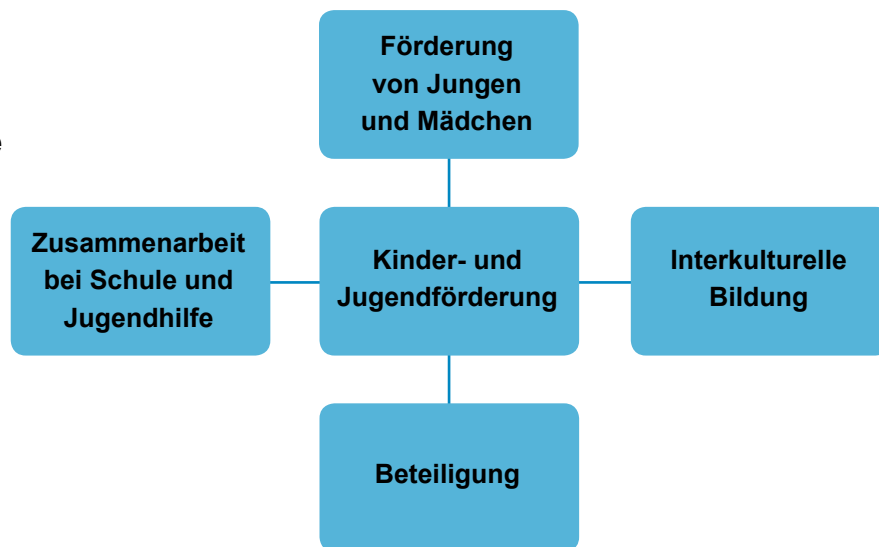 Förderung
von Jungen
und Mädchen
e
Zusammenarbeit
bei Schule und
Jugendhilfe
Kinder- und
Jugendförderung
Interkulturelle
Bildung
Beteiligung